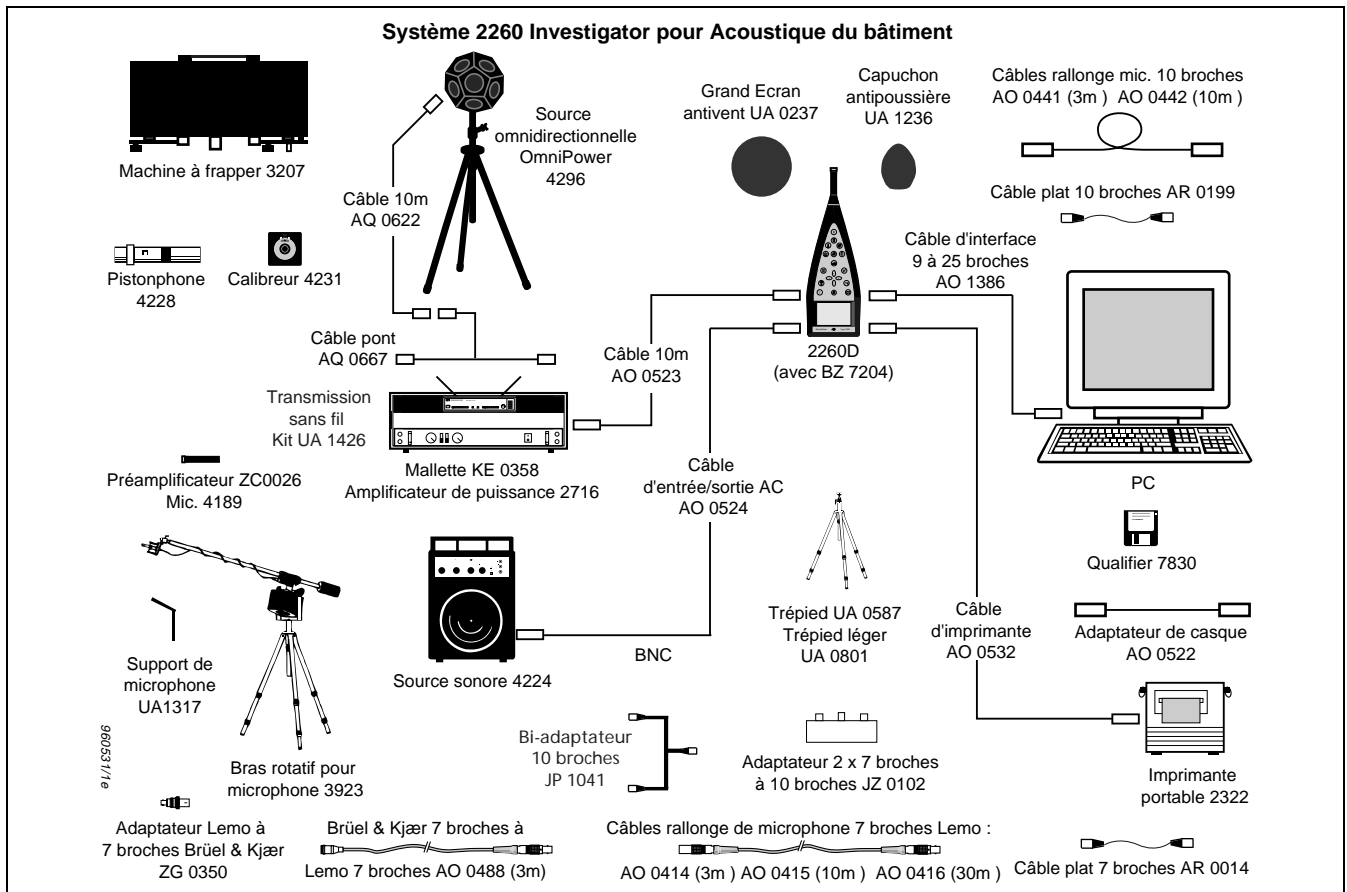 Système 2260 Investigator pour Acoustique du bâtiment
Machine à frapper 3207
Source
omnidirectionnelle
OmniPower
4296
Grand Ecran
antivent UA 0237
Capuchon
antipoussière
UA 1236
Câbles rallonge mic. 10 broches
AO 0441 (3m ) AO 0442 (10m )
Câble plat 10 broches AR 0199
Câble 10m
AQ 0622
Pistonphone
4228
Calibreur 4231
Câble d'interface
9 à 25 broches
AO 1386
Câble pont
AQ 0667
Câble 10m
AO 0523
2260D
(avec BZ 7204)
Transmission
sans fil
Kit UA 1426
Mallette KE 0358
Amplificateur de puissance 2716
Préamplificateur ZC0026
Mic. 4189
Câble
d'entrée/sortie AC
AO 0524
PC
Qualifier 7830
Trépied UA 0587
Trépied léger
UA 0801
Câble
d'imprimante
AO 0532
Adaptateur de casque
AO 0522
Support de
microphone
UA1317
Source sonore 4224
BNC
960531/1e
Bras rotatif pour
microphone 3923
Bi-adaptateur
10 broches
JP 1041
Adaptateur 2 x 7 broches
à 10 broches JZ 0102
Imprimante
portable 2322
Adaptateur Lemo à
7 broches Brüel & Kjær
ZG 0350
Brüel & Kjær 7 broches à
Lemo 7 broches AO 0488 (3m)
Câbles rallonge de microphone 7 broches Lemo :
AO 0414 (3m ) AO 0415 (10m ) AO 0416 (30m )
Câble plat 7 broches AR 0014